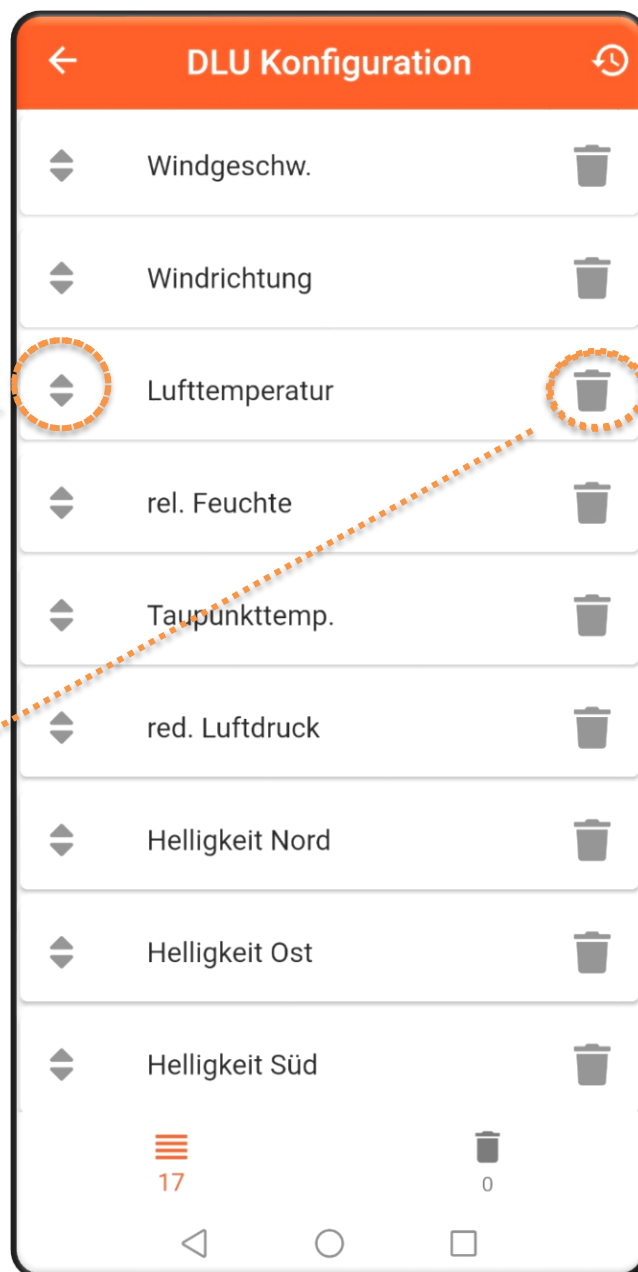 DLU Konfiguration
Windgeschw.
Windrichtung
Lufttemperatur
rel. Feuchte
Taupunkttemp.
red. Luftdruck
Helligkeit Nord
Helligkeit Ost
Helligkeit Süd
17
0